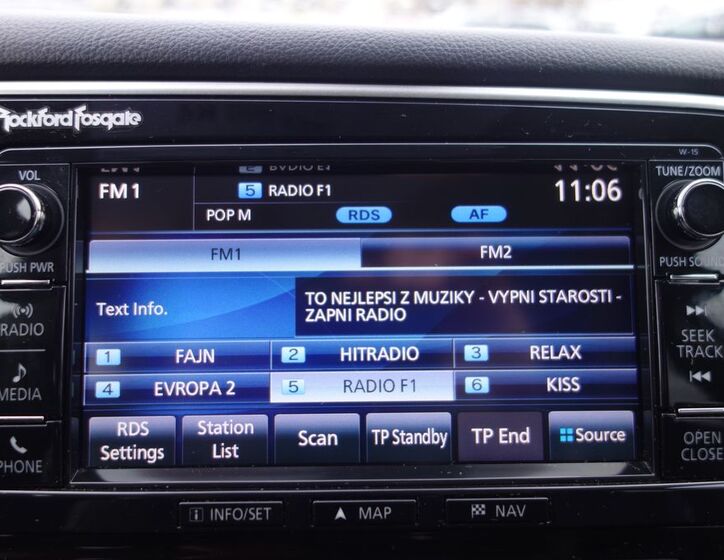 Rockford Fosgate
W-15
VOL
TUNE/ZOOM
FM1
5 RADIO F1
11:06
POP M
RDS
AF
PUSH PWR
PUSH SOUND
FM1
FM2
Text Info.
TO NEJLEPSI Z MUZIKY - VYPNI STAROSTI -
ZAPNI RADIO
RADIO
SEEK
TRACK
1 FAJN
2 HITRADIO
3 RELAX
4 EVROPA 2
5 RADIO F1
6 KISS
MEDIA
PHONE
RDS
Settings
Station
List
Scan
TP Standby
TP End
Source
OPEN
CLOSE
i INFO/SET
MAP
NAV